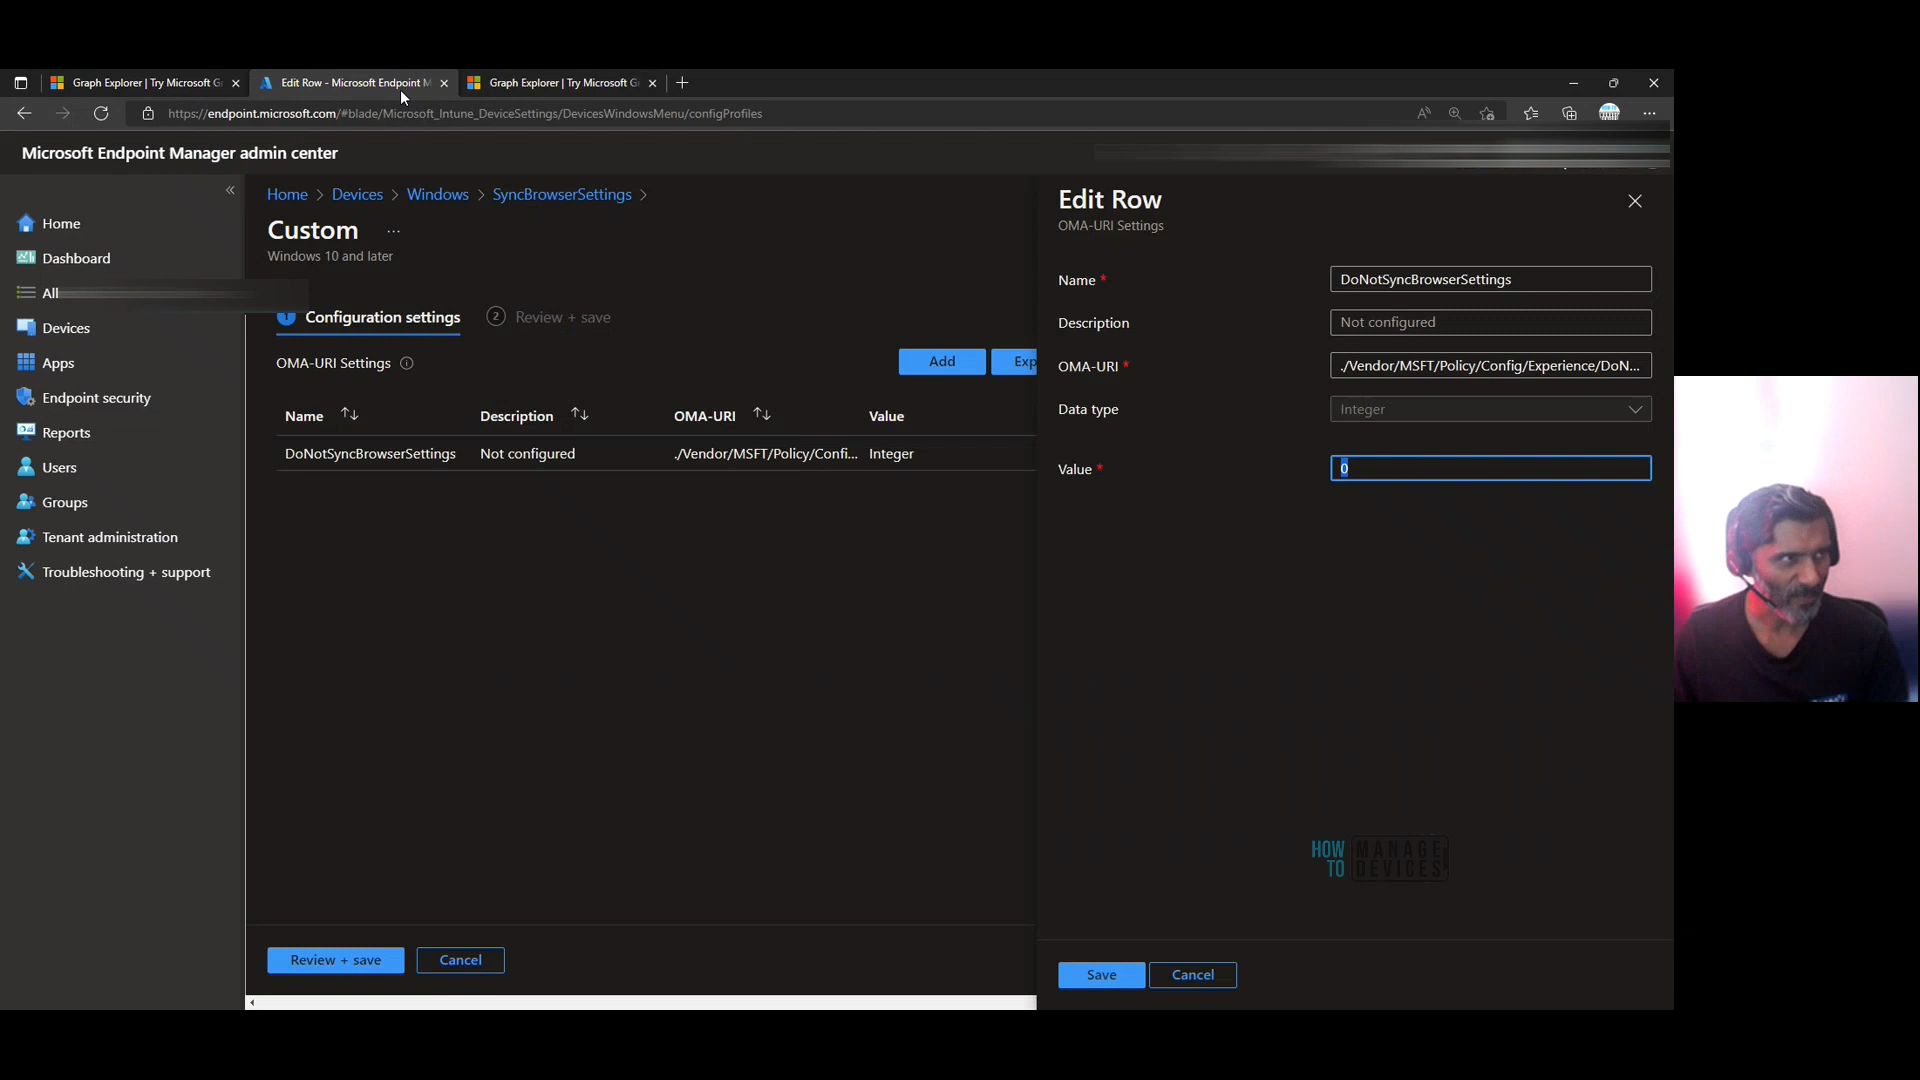 Graph Explorer | Try Microsoft G
Edit Row - Microsoft Endpoint M
Graph Explorer | Try Microsoft G
https://endpoint.microsoft.com/#blade/Microsoft_Intune_DeviceSettings/DevicesWindowsMenu/configProfiles
Microsoft Endpoint Manager admin center
Home
Dashboard
All
Devices
Apps
Endpoint security
Reports
Users
Groups
Tenant administration
Troubleshooting + support
Home > Devices > Windows > SyncBrowserSettings >
Custom ...
Windows 10 and later
1 Configuration settings 2 Review + save
OMA-URI Settings
Add Exp
Name Description OMA-URI Value
DoNotSyncBrowserSettings Not configured ./Vendor/MSFT/Policy/Confi... Integer
Review + save Cancel
Edit Row
OMA-URI Settings
Name * DoNotSyncBrowserSettings
Description Not configured
OMA-URI * ./Vendor/MSFT/Policy/Config/Experience/DoN...
Data type Integer
Value * 0
HOW TO MANAGE DEVICES
Save Cancel